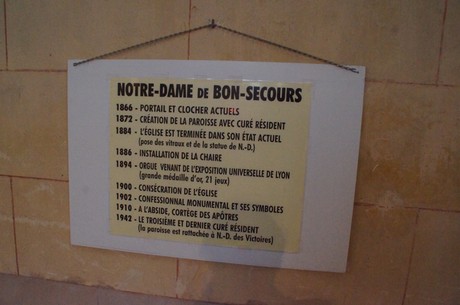 NOTRE-DAME DE BON-SECOURS
1866 - PORTAIL ET CLOCHER ACTUELS
1872 - CRÉATION DE LA PAROISSE AVEC CURÉ RÉSIDENT
1884 - L'ÉGLISE EST TERMINÉE DANS SON ÉTAT ACTUEL
(pose des vitraux et de la statue de N.-D.)
1886 - INSTALLATION DE LA CHAIRE
1894 - ORGUE VENANT DE L'EXPOSITION UNIVERSELLE DE LYON
(grande médaille d'or, 21 jeux)
1900 - CONSÉCRATION DE L'ÉGLISE
1902 - CONFESSIONNAL MONUMENTAL ET SES SYMBOLES
1910 - A L'ABSIDE, CORTÈGE DES APÔTRES
1942 - LE TROISIÈME ET DERNIER CURÉ RÉSIDENT
(la paroisse est rattachée à N.-D. des Victoires)